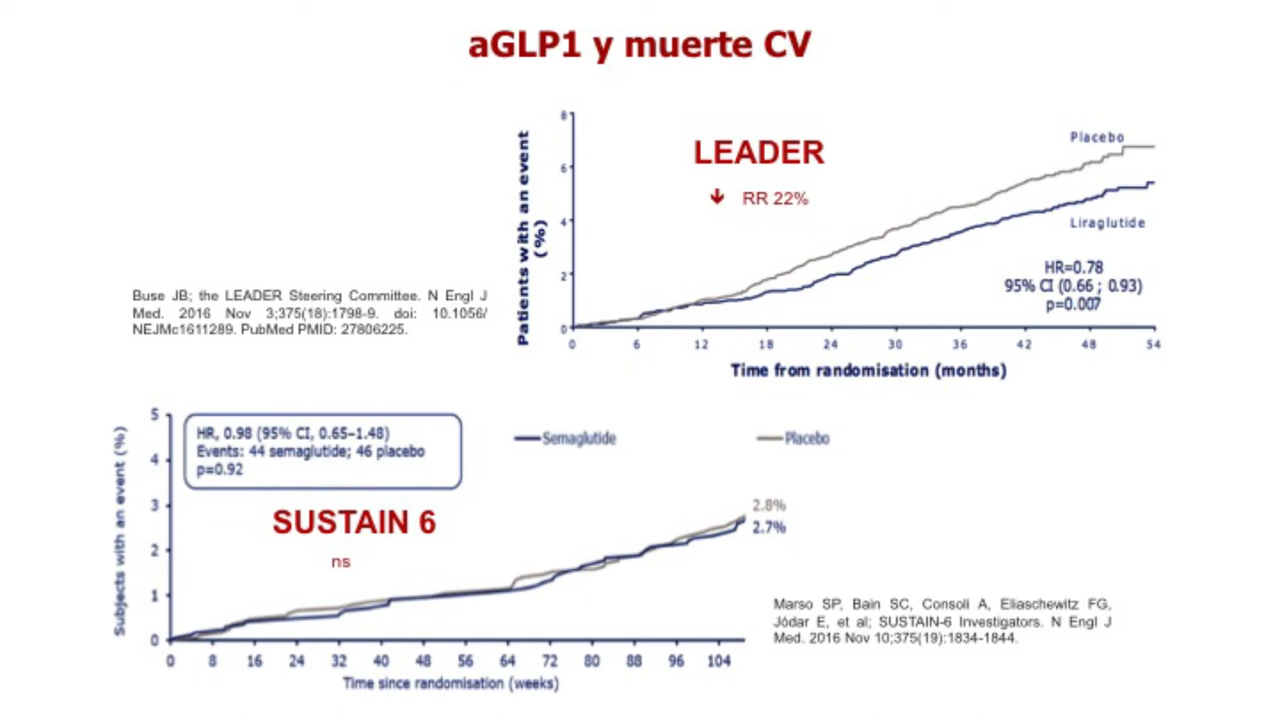 aGLP1 y muerte CV
Patients with an event
(%)
8
6
4
2
0
LEADER
RR 22%
Placebo
Liraglutide
HR=0.78
95% CI (0.66 ; 0.93)
p=0.007
0 6 12 18 24 30 36 42 48 54
Time from randomisation (months)
Buse JB; the LEADER Steering Committee. N Engl J
Med. 2016 Nov 3;375(18):1798-9. doi: 10.1056/
NEJMc1611289. PubMed PMID: 27806225.
Subjects with an event (%)
5
4
3
2
1
0
HR, 0.98 (95% CI, 0.65–1.48)
Events: 44 semaglutide; 46 placebo
p=0.92
Semaglutide
Placebo
SUSTAIN 6
ns
2.8%
2.7%
0 8 16 24 32 40 48 56 64 72 80 88 96 104
Time since randomisation (weeks)
Marso SP, Bain SC, Consoli A, Eliaschewitz FG,
Jódar E, et al; SUSTAIN-6 Investigators. N Engl J
Med. 2016 Nov 10;375(19):1834-1844.